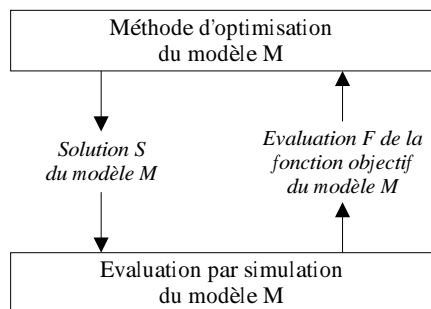 Méthode d'optimisation
du modèle M
Solution S
du modèle M
Evaluation F de la
fonction objectif
du modèle M
Evaluation par simulation
du modèle M